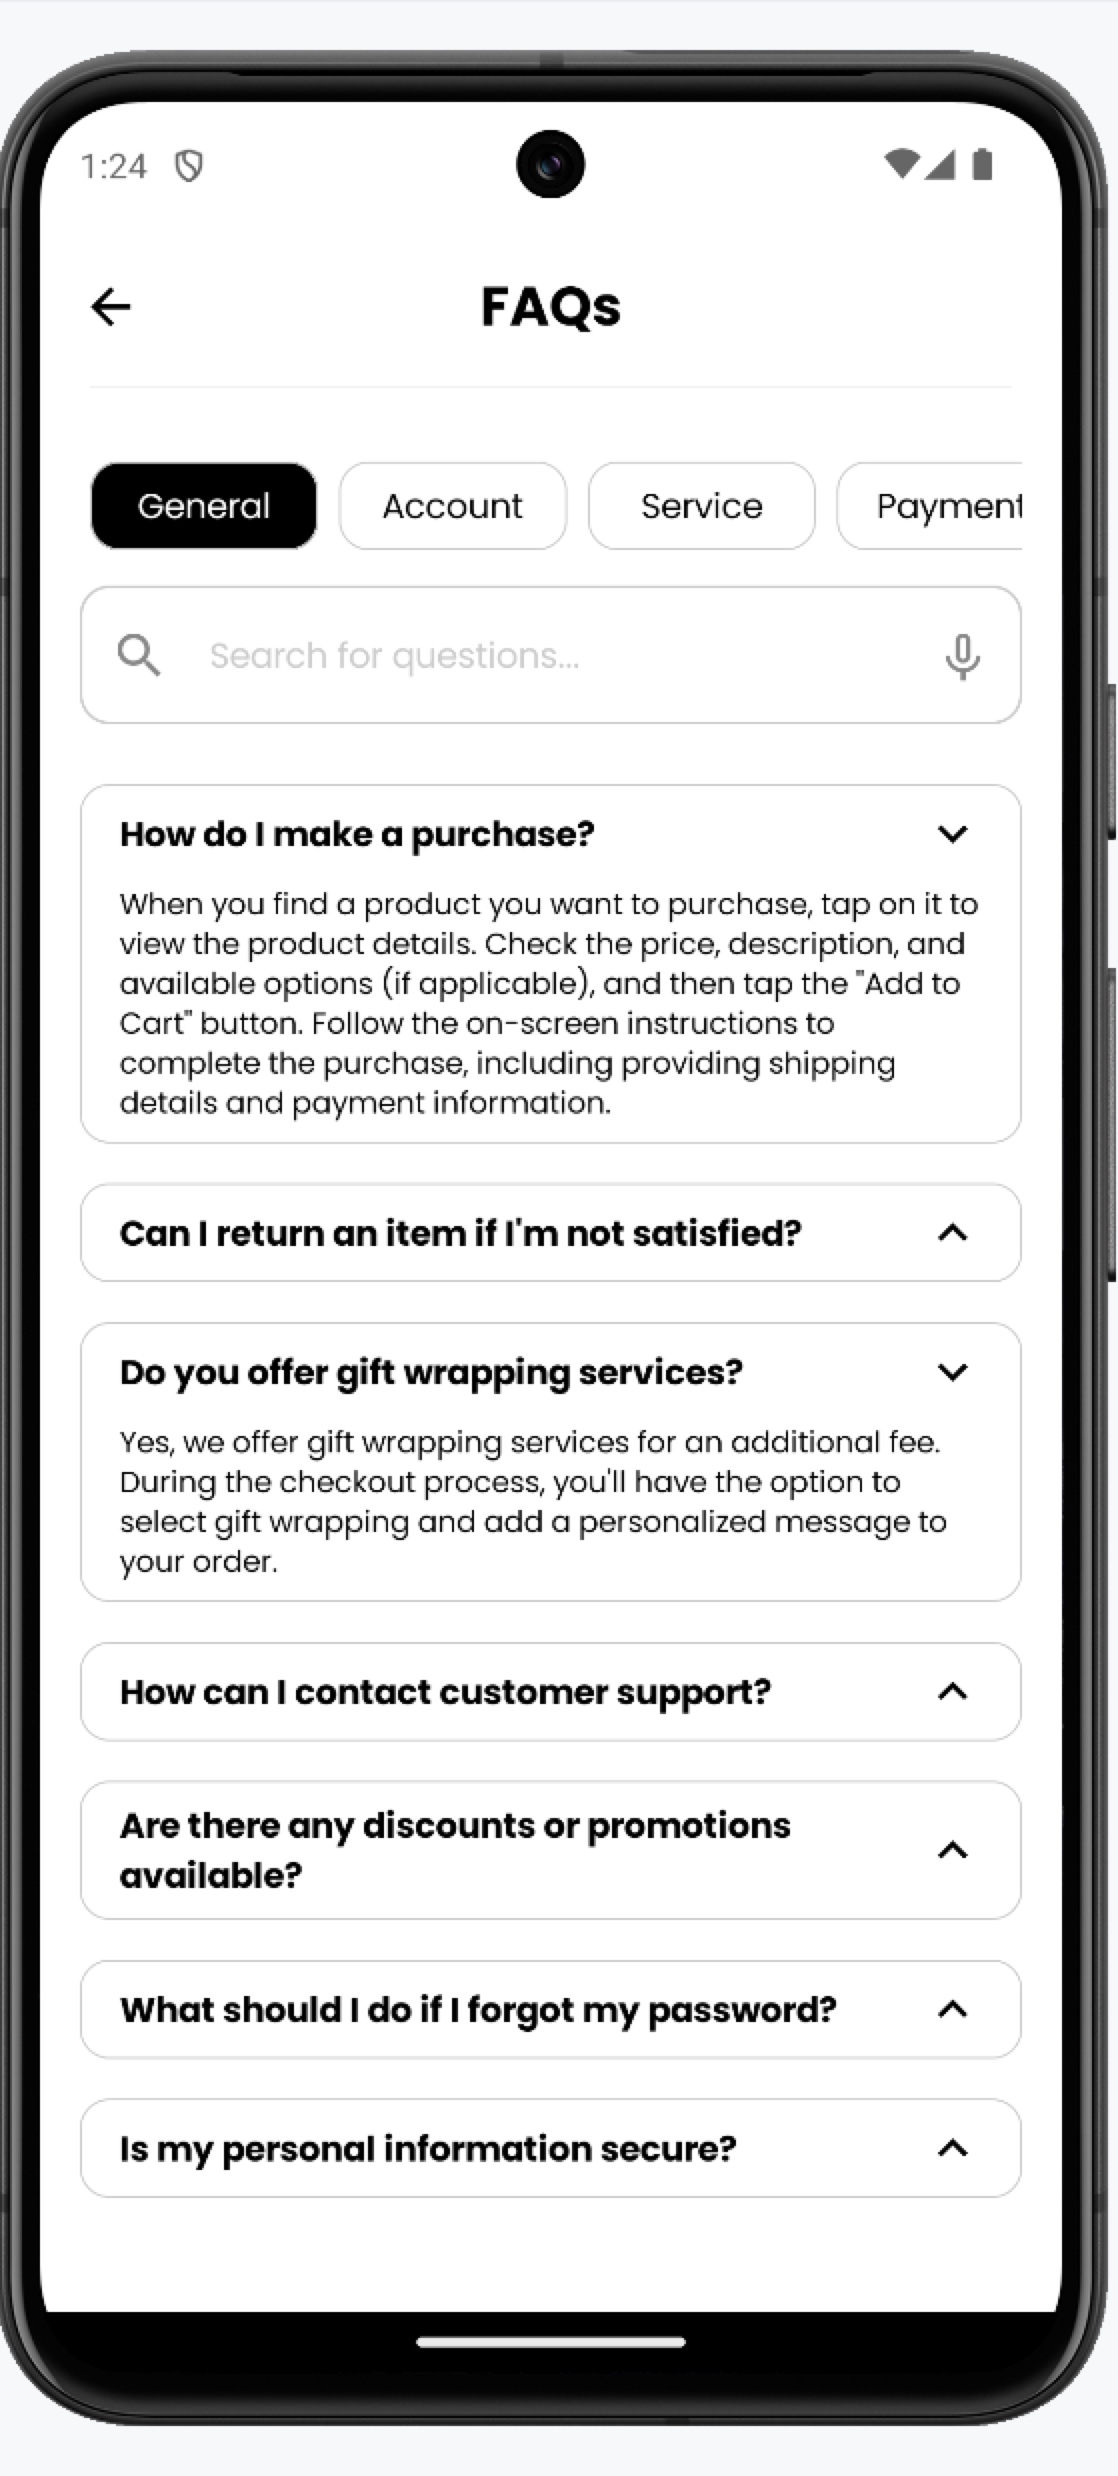 1:24
FAQs
General Account Service Payment
Search for questions...
How do I make a purchase?
When you find a product you want to purchase, tap on it to
view the product details. Check the price, description, and
available options (if applicable), and then tap the "Add to
Cart" button. Follow the on-screen instructions to
complete the purchase, including providing shipping
details and payment information.
Can I return an item if I'm not satisfied?
Do you offer gift wrapping services?
Yes, we offer gift wrapping services for an additional fee.
During the checkout process, you'll have the option to
select gift wrapping and add a personalized message to
your order.
How can I contact customer support?
Are there any discounts or promotions
available?
What should I do if I forgot my password?
Is my personal information secure?